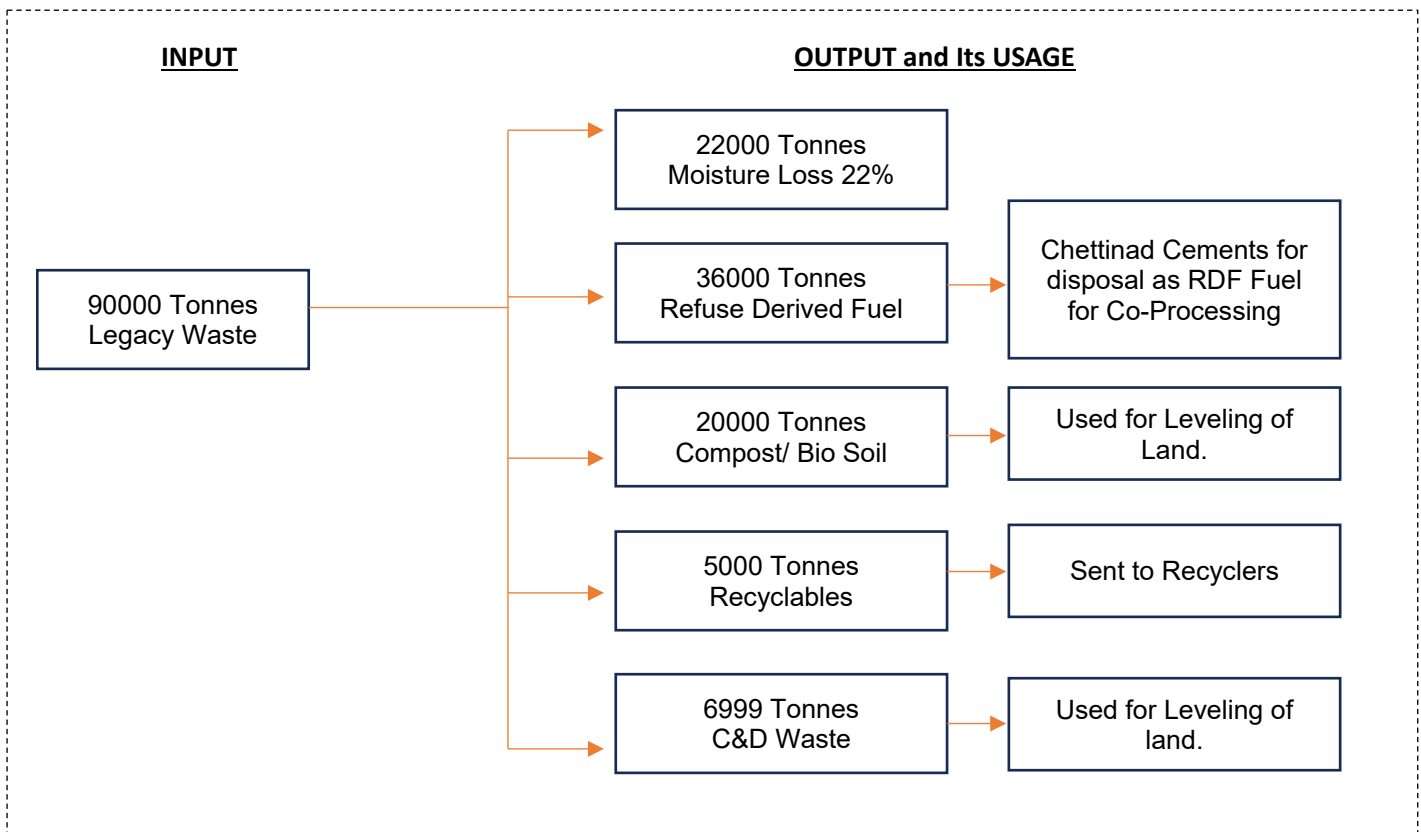 INPUT
OUTPUT and Its USAGE
90000 Tonnes
Legacy Waste
22000 Tonnes
Moisture Loss 22%
36000 Tonnes
Refuse Derived Fuel
Chettinad Cements for
disposal as RDF Fuel
for Co-Processing
20000 Tonnes
Compost/ Bio Soil
Used for Leveling of
Land.
5000 Tonnes
Recyclables
Sent to Recyclers
6999 Tonnes
C&D Waste
Used for Leveling of
land.